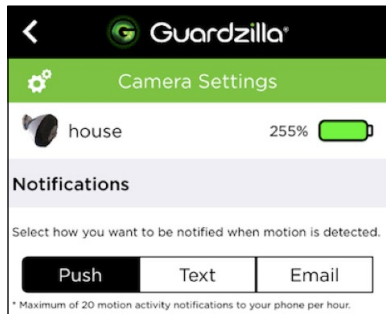 Guardzilla®
Camera Settings
house 255%
Notifications
Select how you want to be notified when motion is detected.
Push Text Email
* Maximum of 20 motion activity notifications to your phone per hour.